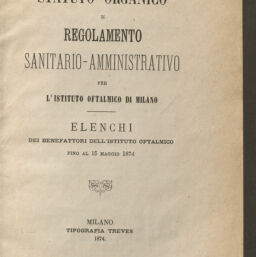 STATUTO ORGANICO
E
REGOLAMENTO
SANITARIO-AMMINISTRATIVO
PER
L'ISTITUTO OFTALMICO DI MILANO
ELENCHI
DEI BENEFATTORI DELL'ISTITUTO OFTALMICO
FINO AL 15 MAGGIO 1874
MILANO
TIPOGRAFIA TREVES
1874.